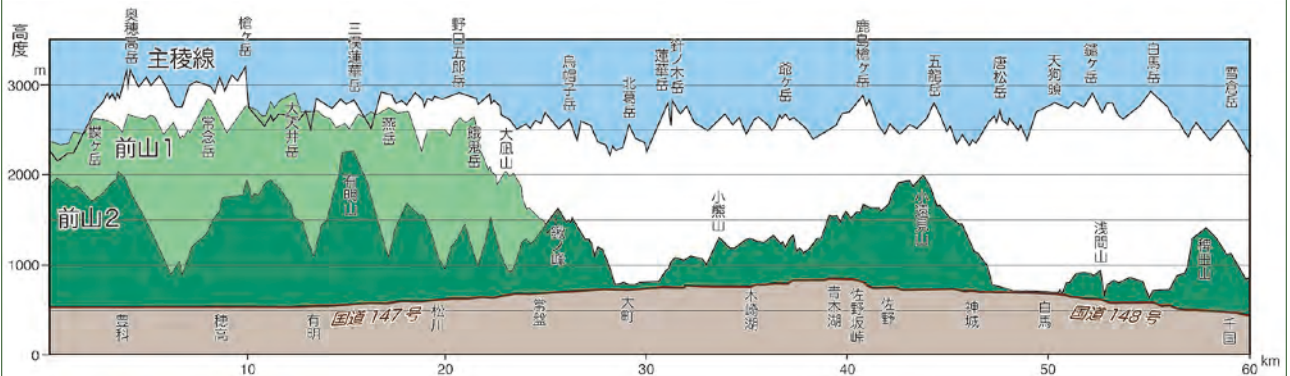 高度
m
3000
2000
1000
0
奥穂高岳
槍ヶ岳
三俣蓮華岳
野口五郎岳
烏帽子岳
北葛岳
蓮華岳
針ノ木岳
爺ヶ岳
鹿島槍ヶ岳
五龍岳
唐松岳
天狗頭
鑓ヶ岳
白馬岳
雪倉岳
主稜線
蝶ヶ岳
前山1
常念岳
大天井岳
燕岳
餓鬼岳
大凪山
前山2
有明山
鍬ノ峰
小熊山
小遠見山
浅間山
豊科
穂高
有明
国道147号
松川
常盤
大町
木崎湖
青木湖
佐野坂峠
佐野
神城
白馬
国道148号
千国
10
20
30
40
50
60
km